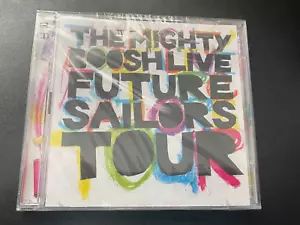 THE MIGHTY
BOOSH LIVE
FUTURE
SAILORS
TOUR